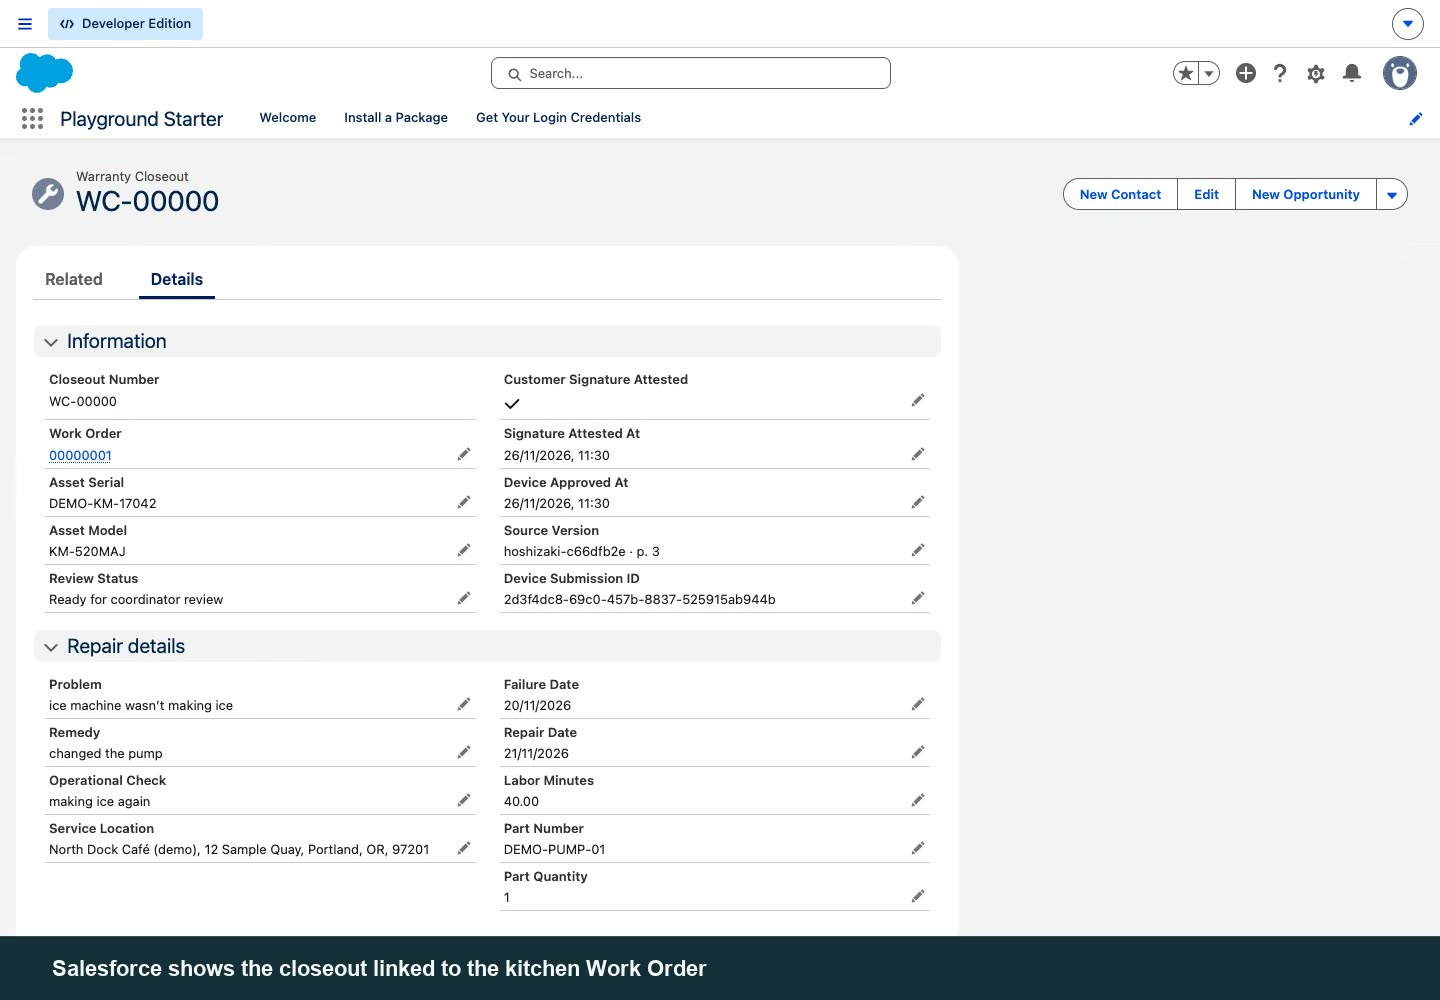 Developer Edition
Search...
Playground Starter
Welcome
Install a Package
Get Your Login Credentials
Warranty Closeout
WC-00000
New Contact
Edit
New Opportunity
Related
Details
Information
Closeout Number
WC-00000
Customer Signature Attested
Work Order
00000001
Signature Attested At
26/11/2026, 11:30
Asset Serial
DEMO-KM-17042
Device Approved At
26/11/2026, 11:30
Asset Model
KM-520MAJ
Source Version
hoshizaki-c66dfb2e · p. 3
Review Status
Ready for coordinator review
Device Submission ID
2d3f4dc8-69c0-457b-8837-525915ab944b
Repair details
Problem
ice machine wasn’t making ice
Failure Date
20/11/2026
Remedy
changed the pump
Repair Date
21/11/2026
Operational Check
making ice again
Labor Minutes
40.00
Service Location
North Dock Café (demo), 12 Sample Quay, Portland, OR, 97201
Part Number
DEMO-PUMP-01
Part Quantity
1
Salesforce shows the closeout linked to the kitchen Work Order